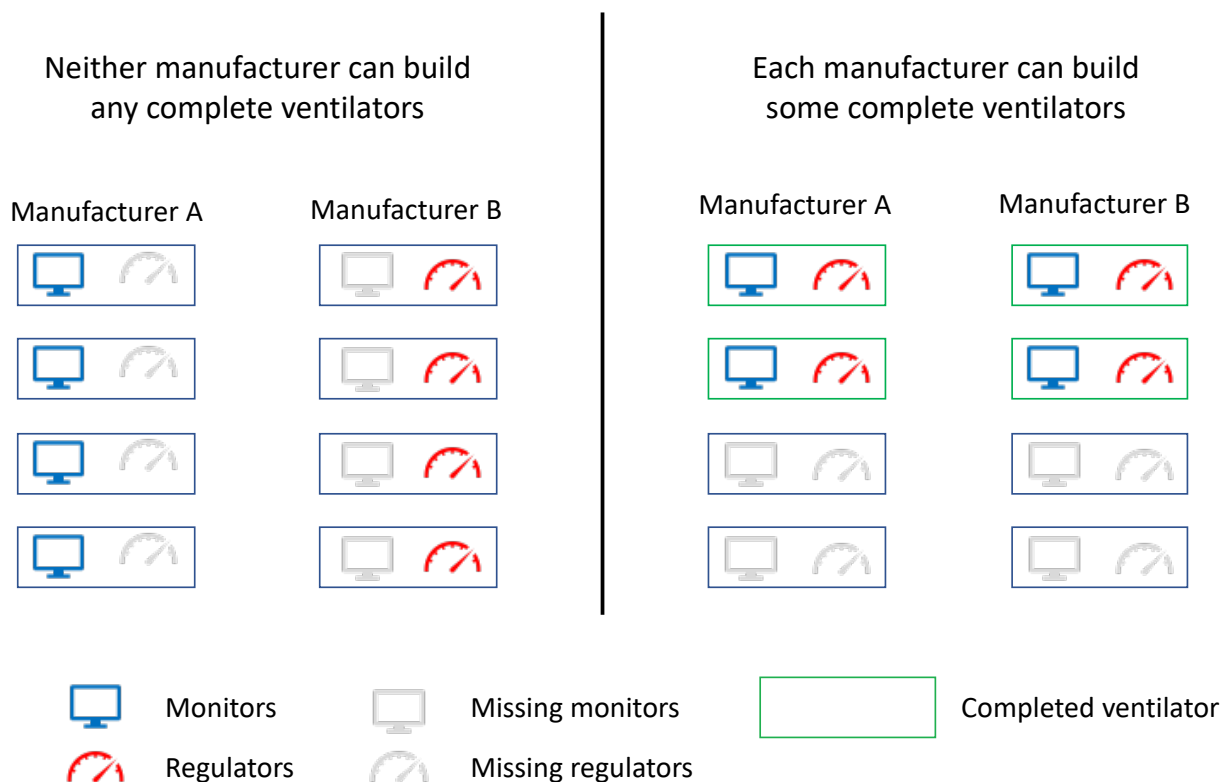 Neither manufacturer can build
any complete ventilators
Each manufacturer can build
some complete ventilators
Manufacturer A
Manufacturer B
Manufacturer A
Manufacturer B
Monitors
Missing monitors
Completed ventilator
Regulators
Missing regulators